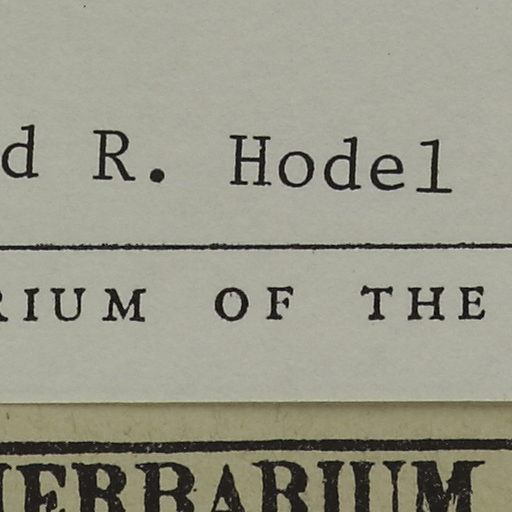 d R. Hodel
RIUM OF THE
HERBARIUM